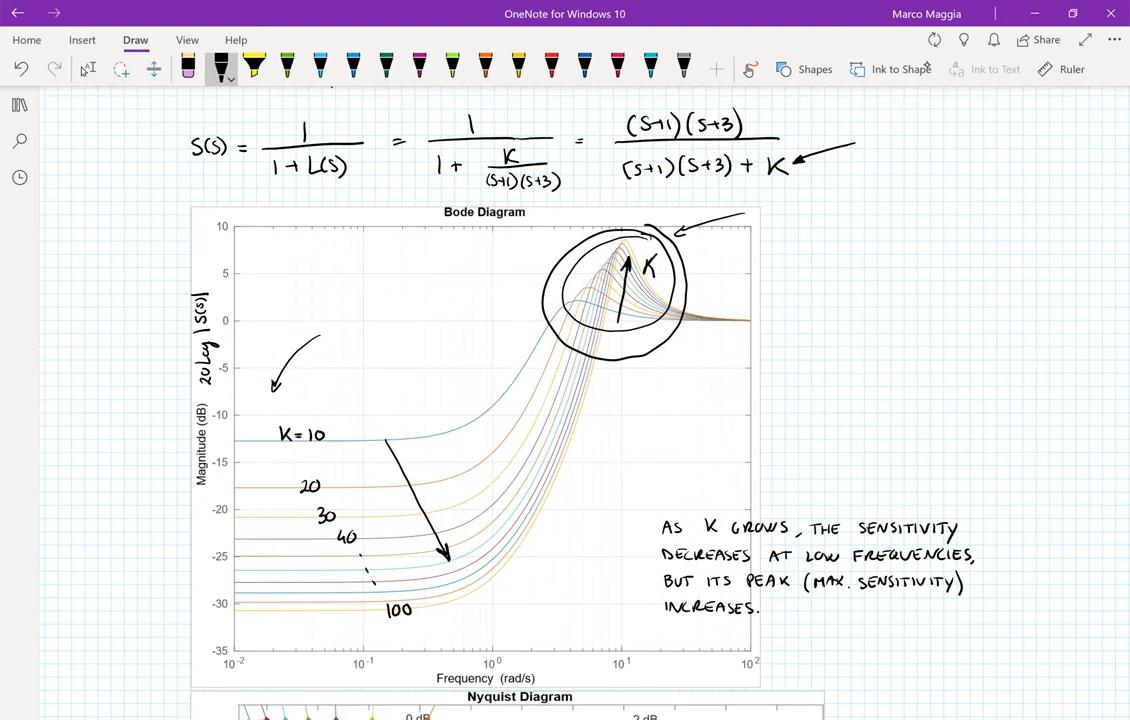 OneNote for Windows 10
Marco Maggia
Home Insert Draw View Help
Share
Shapes Ink to Shape Ink to Text Ruler
S(s) = 1 / (1 + L(s)) = 1 / (1 + K / ((s+1)(s+3))) = (s+1)(s+3) / ((s+1)(s+3) + K)
Bode Diagram
10
5
0
-5
-10
-15
-20
-25
-30
-35
20 Log |S(s)|
Magnitude (dB)
K
K = 10
20
30
40
100
AS K GROWS, THE SENSITIVITY
DECREASES AT LOW FREQUENCIES,
BUT ITS PEAK (MAX. SENSITIVITY)
INCREASES.
10^-2 10^-1 10^0 10^1 10^2
Frequency (rad/s)
Nyquist Diagram
0 dB 2 dB